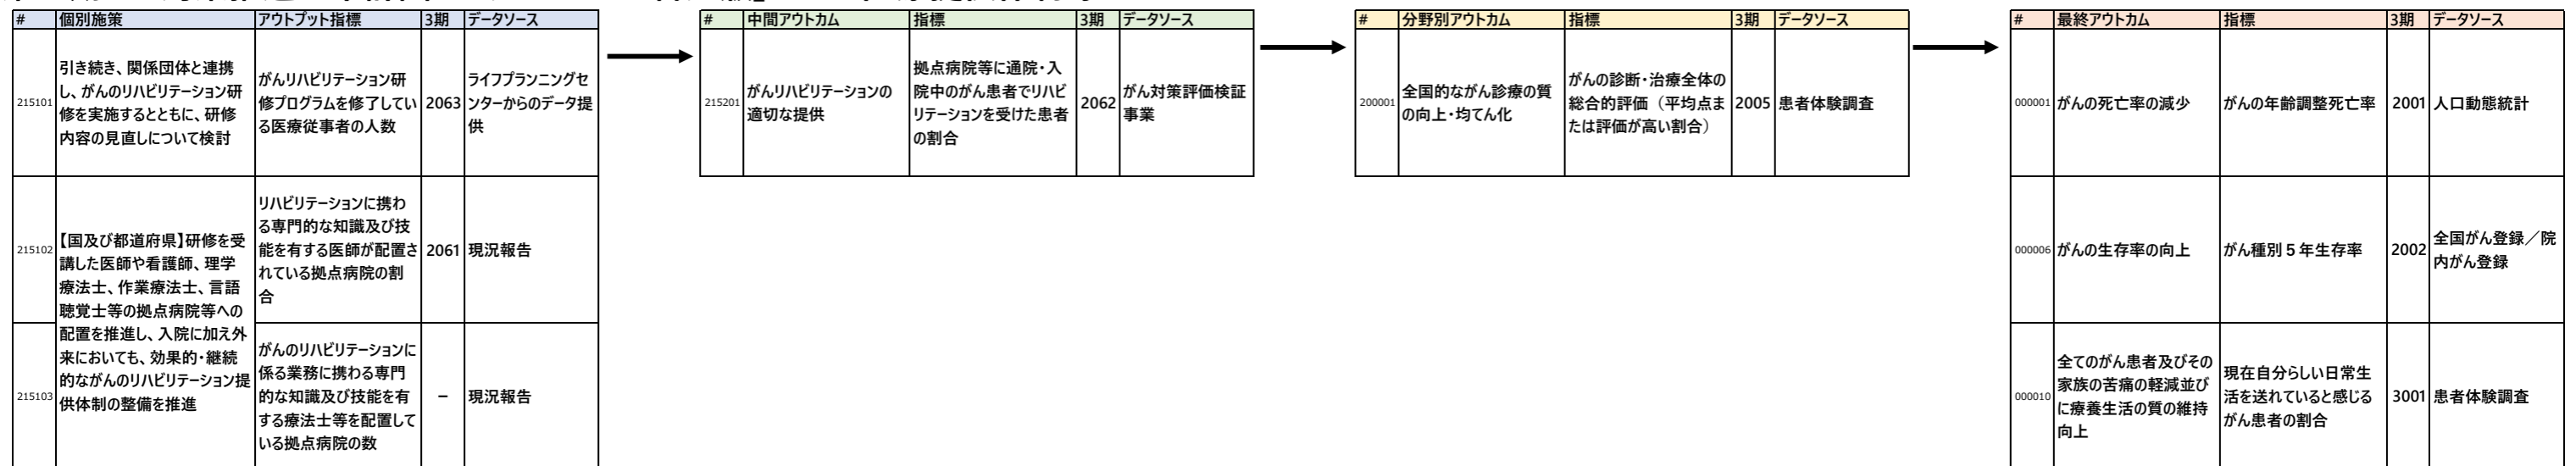 # 個別施策 アウトプット指標 3期 データソース
215101
引き続き、関係団体と連携
し、がんのリハビリテーション研
修を実施するとともに、研修
内容の見直しについて検討
がんリハビリテーション研
修プログラムを修了してい
る医療従事者の人数
2063
ライフプランニングセ
ンターからのデータ提
供
215102
【国及び都道府県】研修を受
講した医師や看護師、理学
療法士、作業療法士、言語
聴覚士等の拠点病院等への
配置を推進し、入院に加え外
来においても、効果的・継続
的ながんのリハビリテーション提
供体制の整備を推進
リハビリテーションに携わ
る専門的な知識及び技
能を有する医師が配置さ
れている拠点病院の割
合
2061
現況報告
215103
がんのリハビリテーションに
係る業務に携わる専門
的な知識及び技能を有
する療法士等を配置して
いる拠点病院の数
－
現況報告
# 中間アウトカム 指標 3期 データソース
215201
がんリハビリテーションの
適切な提供
拠点病院等に通院・入
院中のがん患者でリハビ
リテーションを受けた患者
の割合
2062
がん対策評価検証
事業
# 分野別アウトカム 指標 3期 データソース
200001
全国的ながん診療の質
の向上・均てん化
がんの診断・治療全体の
総合的評価（平均点ま
たは評価が高い割合）
2005
患者体験調査
# 最終アウトカム 指標 3期 データソース
000001
がんの死亡率の減少
がんの年齢調整死亡率
2001
人口動態統計
000006
がんの生存率の向上
がん種別５年生存率
2002
全国がん登録／院
内がん登録
000010
全てのがん患者及びその
家族の苦痛の軽減並び
に療養生活の質の維持
向上
現在自分らしい日常生
活を送れていると感じる
がん患者の割合
3001
患者体験調査